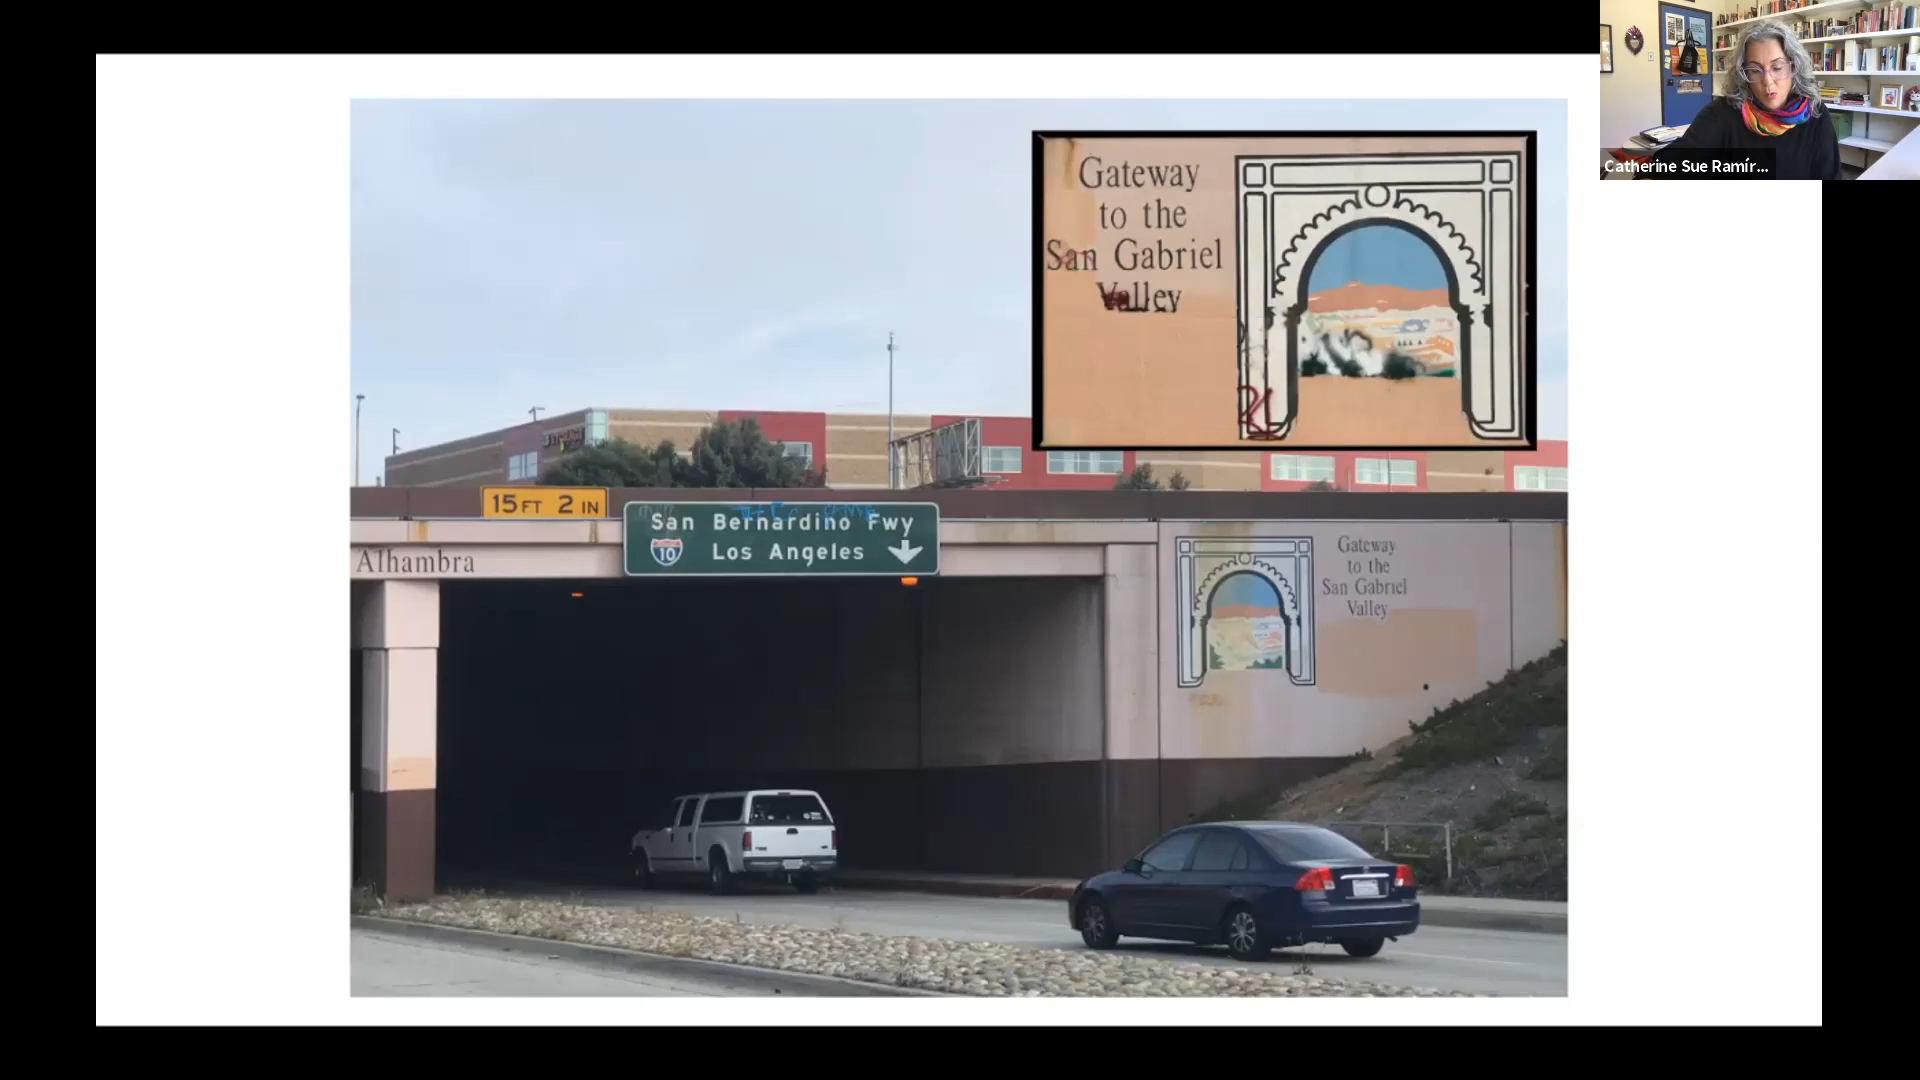 Gateway
to the
San Gabriel
Valley
15 FT 2 IN
San Bernardino Fwy
10 Los Angeles
Alhambra
Gateway
to the
San Gabriel
Valley
Catherine Sue Ramír...